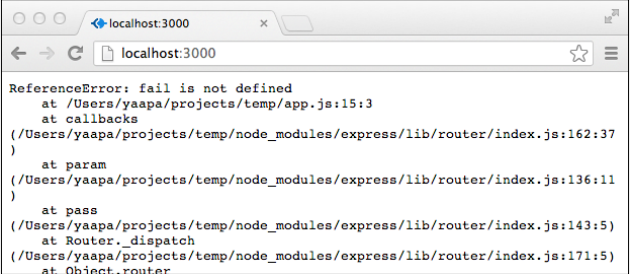 localhost:3000
localhost:3000
ReferenceError: fail is not defined
    at /Users/yaapa/projects/temp/app.js:15:3
    at callbacks
(/Users/yaapa/projects/temp/node_modules/express/lib/router/index.js:162:37
)
    at param
(/Users/yaapa/projects/temp/node_modules/express/lib/router/index.js:136:11
)
    at pass
(/Users/yaapa/projects/temp/node_modules/express/lib/router/index.js:143:5)
    at Router._dispatch
(/Users/yaapa/projects/temp/node_modules/express/lib/router/index.js:171:5)
    at Object.router